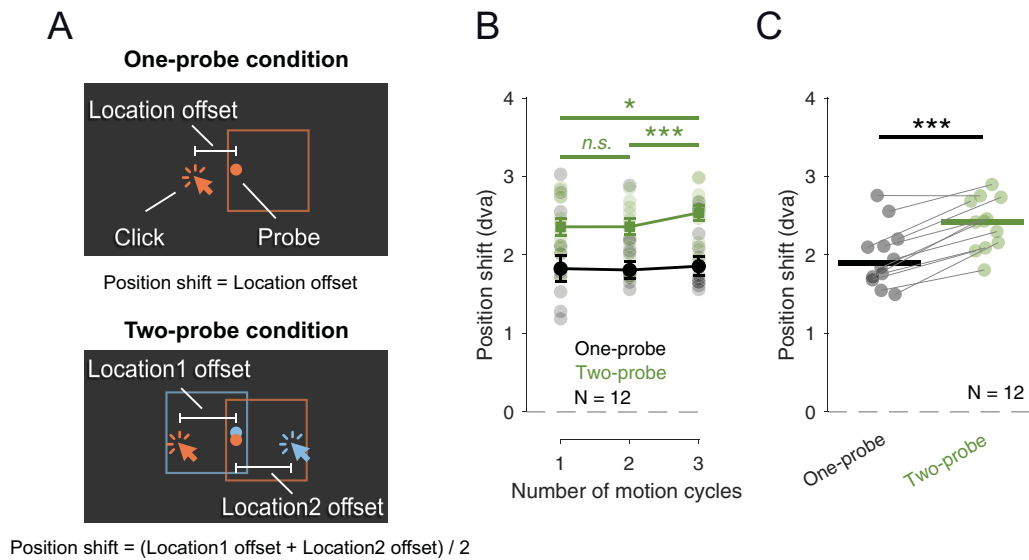 A
One-probe condition
Location offset
Click
Probe
Position shift = Location offset
Two-probe condition
Location1 offset
Location2 offset
Position shift = (Location1 offset + Location2 offset) / 2
B
Position shift (dva)
4
3
2
1
0
*
n.s.
***
One-probe
Two-probe
N = 12
1 2 3
Number of motion cycles
C
Position shift (dva)
4
3
2
1
0
***
N = 12
One-probe
Two-probe